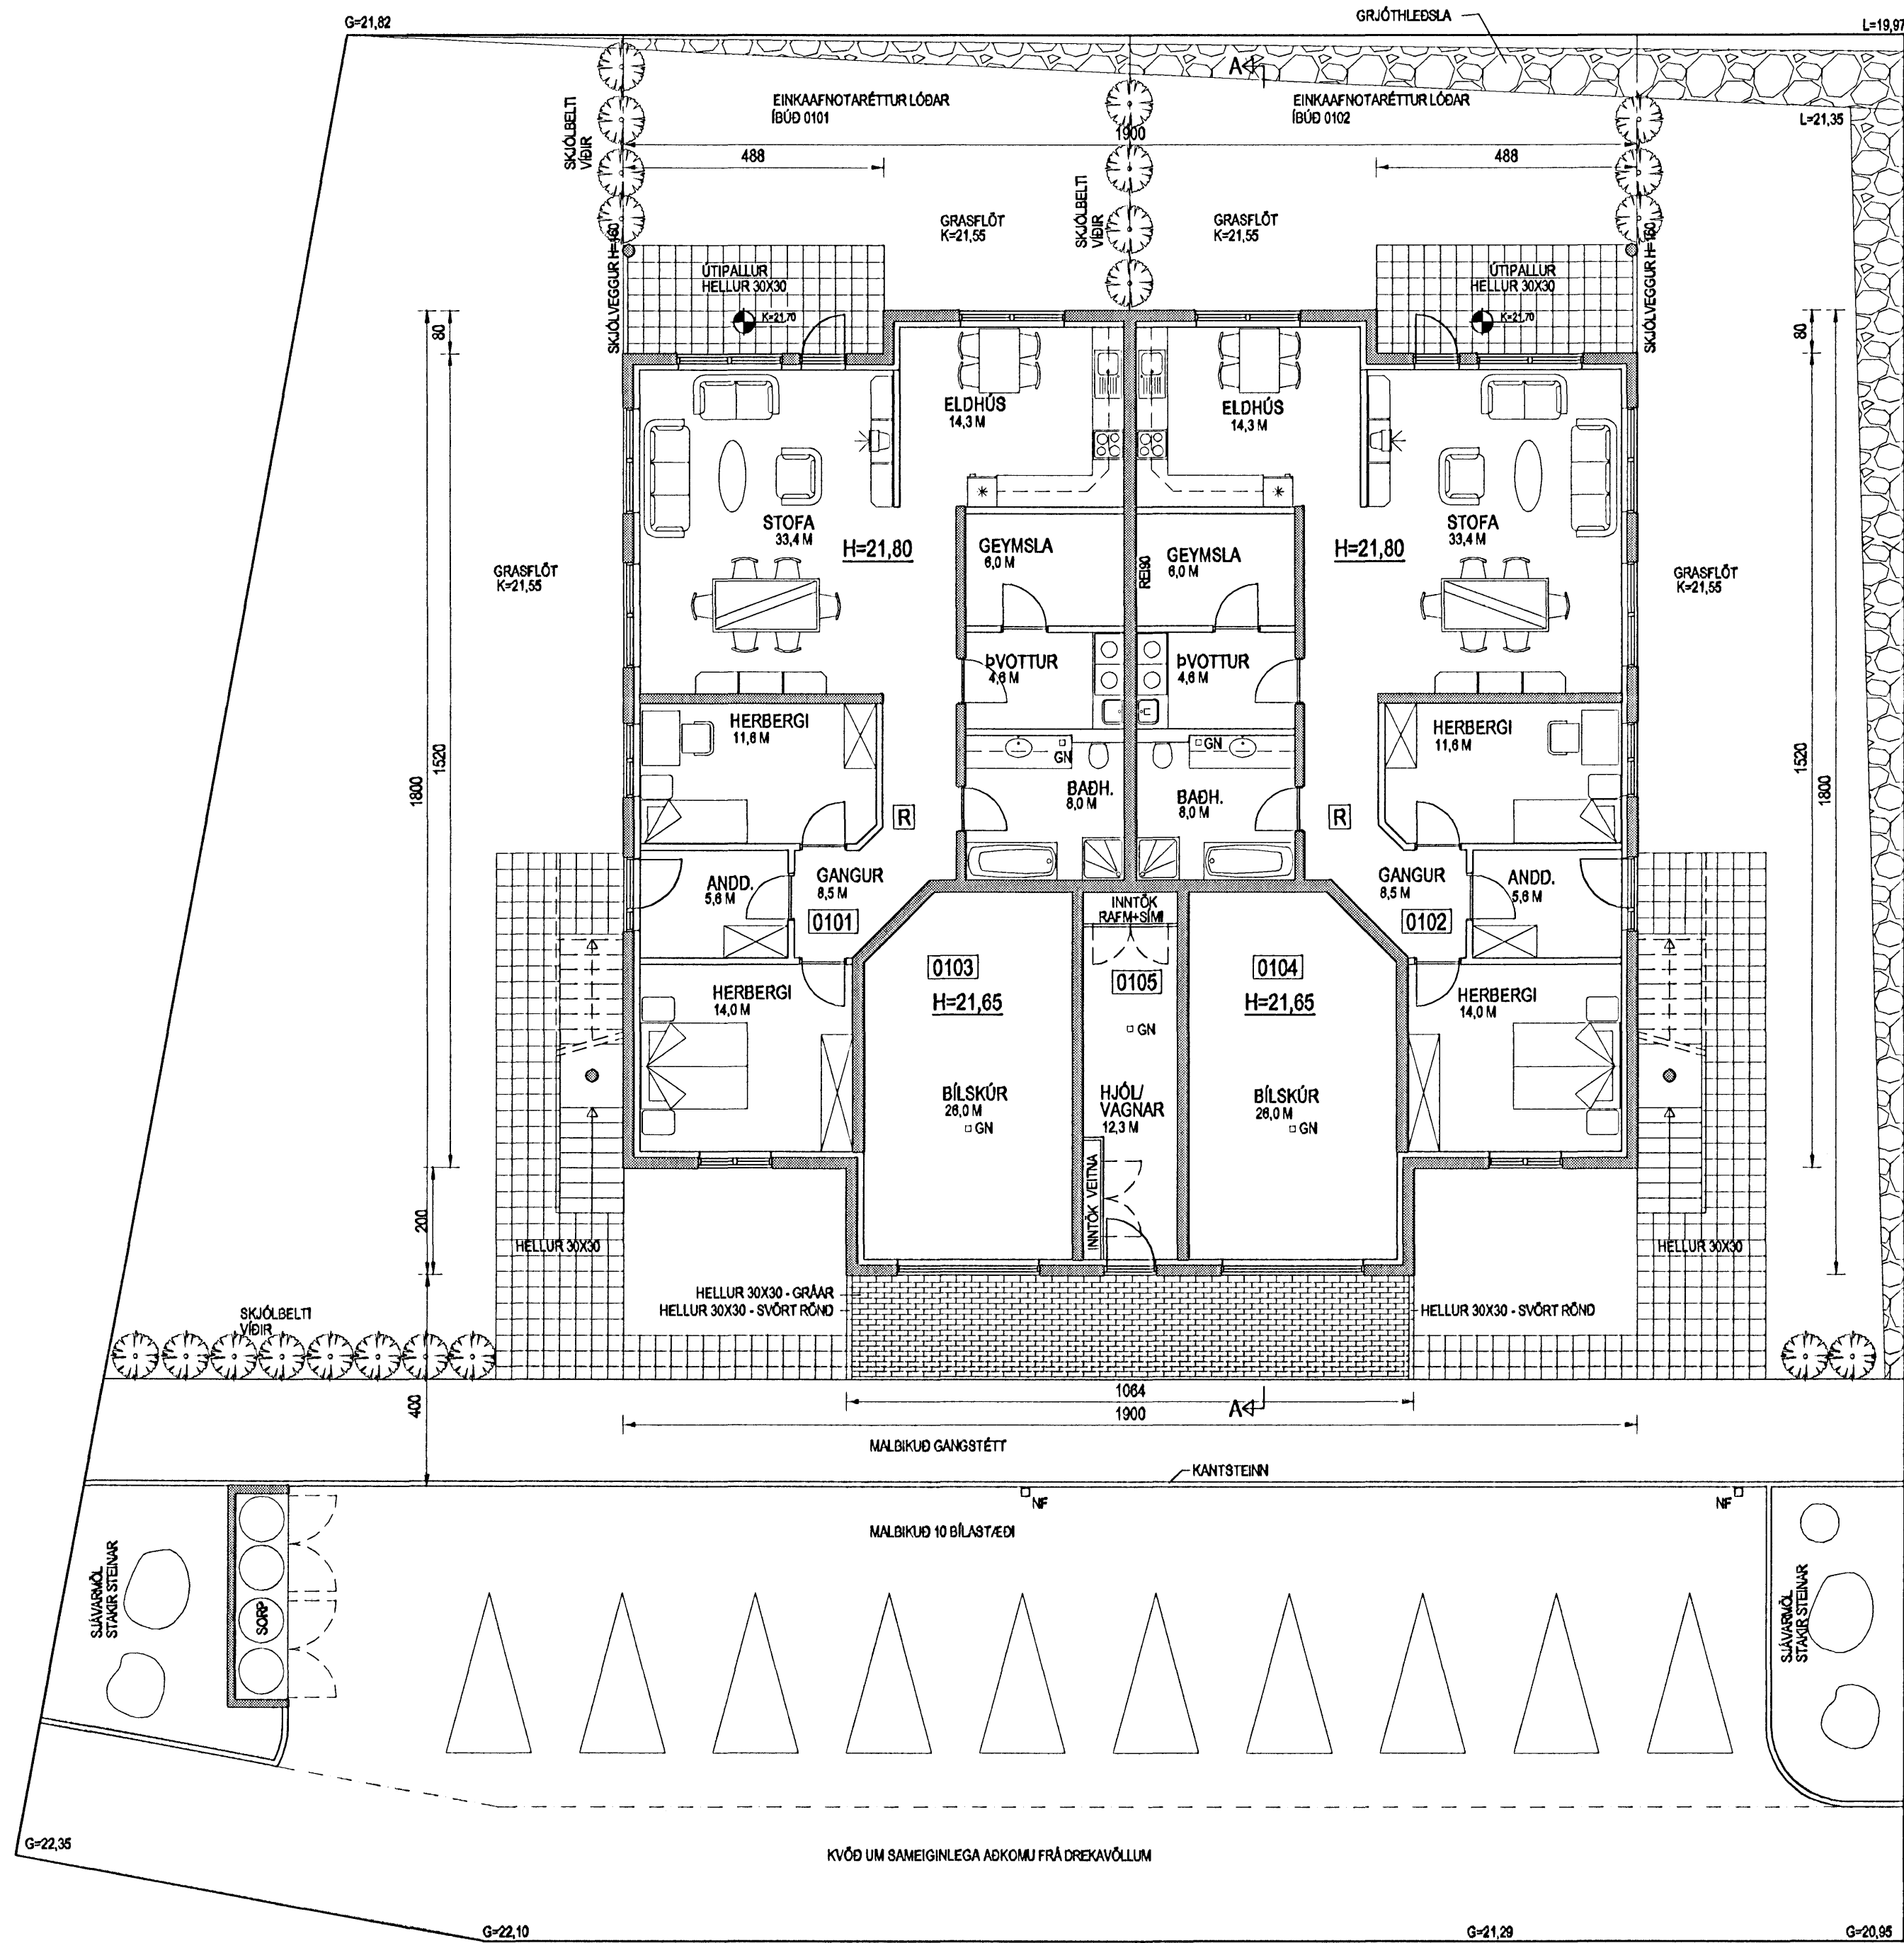 G=21,82
GRJÓTHLEÐSLA
L=19,97
A
EINKAAFNOTARÉTTUR LÓÐAR
ÍBÚÐ 0101
EINKAAFNOTARÉTTUR LÓÐAR
ÍBÚÐ 0102
L=21,35
SKJÓLBELTI
VÍÐIR
1900
488
488
SKJÓLBELTI
VÍÐIR
GRASFLÖT
K=21,55
GRASFLÖT
K=21,55
SKJÓLVEGGUR H=160
SKJÓLVEGGUR H=160
ÚTIPALLUR
HELLUR 30X30
K=21,70
ÚTIPALLUR
HELLUR 30X30
K=21,70
80
80
ELDHÚS
14,3 M
ELDHÚS
14,3 M
STOFA
33,4 M
STOFA
33,4 M
H=21,80
H=21,80
GEYMSLA
6,0 M
GEYMSLA
6,0 M
REI90
GRASFLÖT
K=21,55
GRASFLÖT
K=21,55
ÞVOTTUR
4,6 M
ÞVOTTUR
4,6 M
HERBERGI
11,6 M
HERBERGI
11,6 M
GN
GN
1800
1520
1520
1800
BAÐH.
8,0 M
BAÐH.
8,0 M
R
R
ANDD.
5,6 M
GANGUR
8,5 M
GANGUR
8,5 M
ANDD.
5,6 M
INNTÖK
RAFM+SÍMI
0101
0102
0103
H=21,65
0105
0104
H=21,65
HERBERGI
14,0 M
HERBERGI
14,0 M
GN
BÍLSKÚR
26,0 M
GN
HJÓL/
VAGNAR
12,3 M
BÍLSKÚR
26,0 M
GN
INNTÖK VEITNA
200
HELLUR 30X30
HELLUR 30X30
HELLUR 30X30 - GRÁAR
HELLUR 30X30 - SVÖRT RÖND
HELLUR 30X30 - SVÖRT RÖND
SKJÓLBELTI
VÍÐIR
400
1064
1900
A
MALBIKUÐ GANGSTÉTT
KANTSTEINN
NF
NF
MALBIKUÐ 10 BÍLASTÆÐI
SJÁVARMÖL
STAKIR STEINAR
SORP
SJÁVARMÖL
STAKIR STEINAR
G=22,35
KVÖÐ UM SAMEIGINLEGA AÐKOMU FRÁ DREKAVÖLLUM
G=22,10
G=21,29
G=20,95